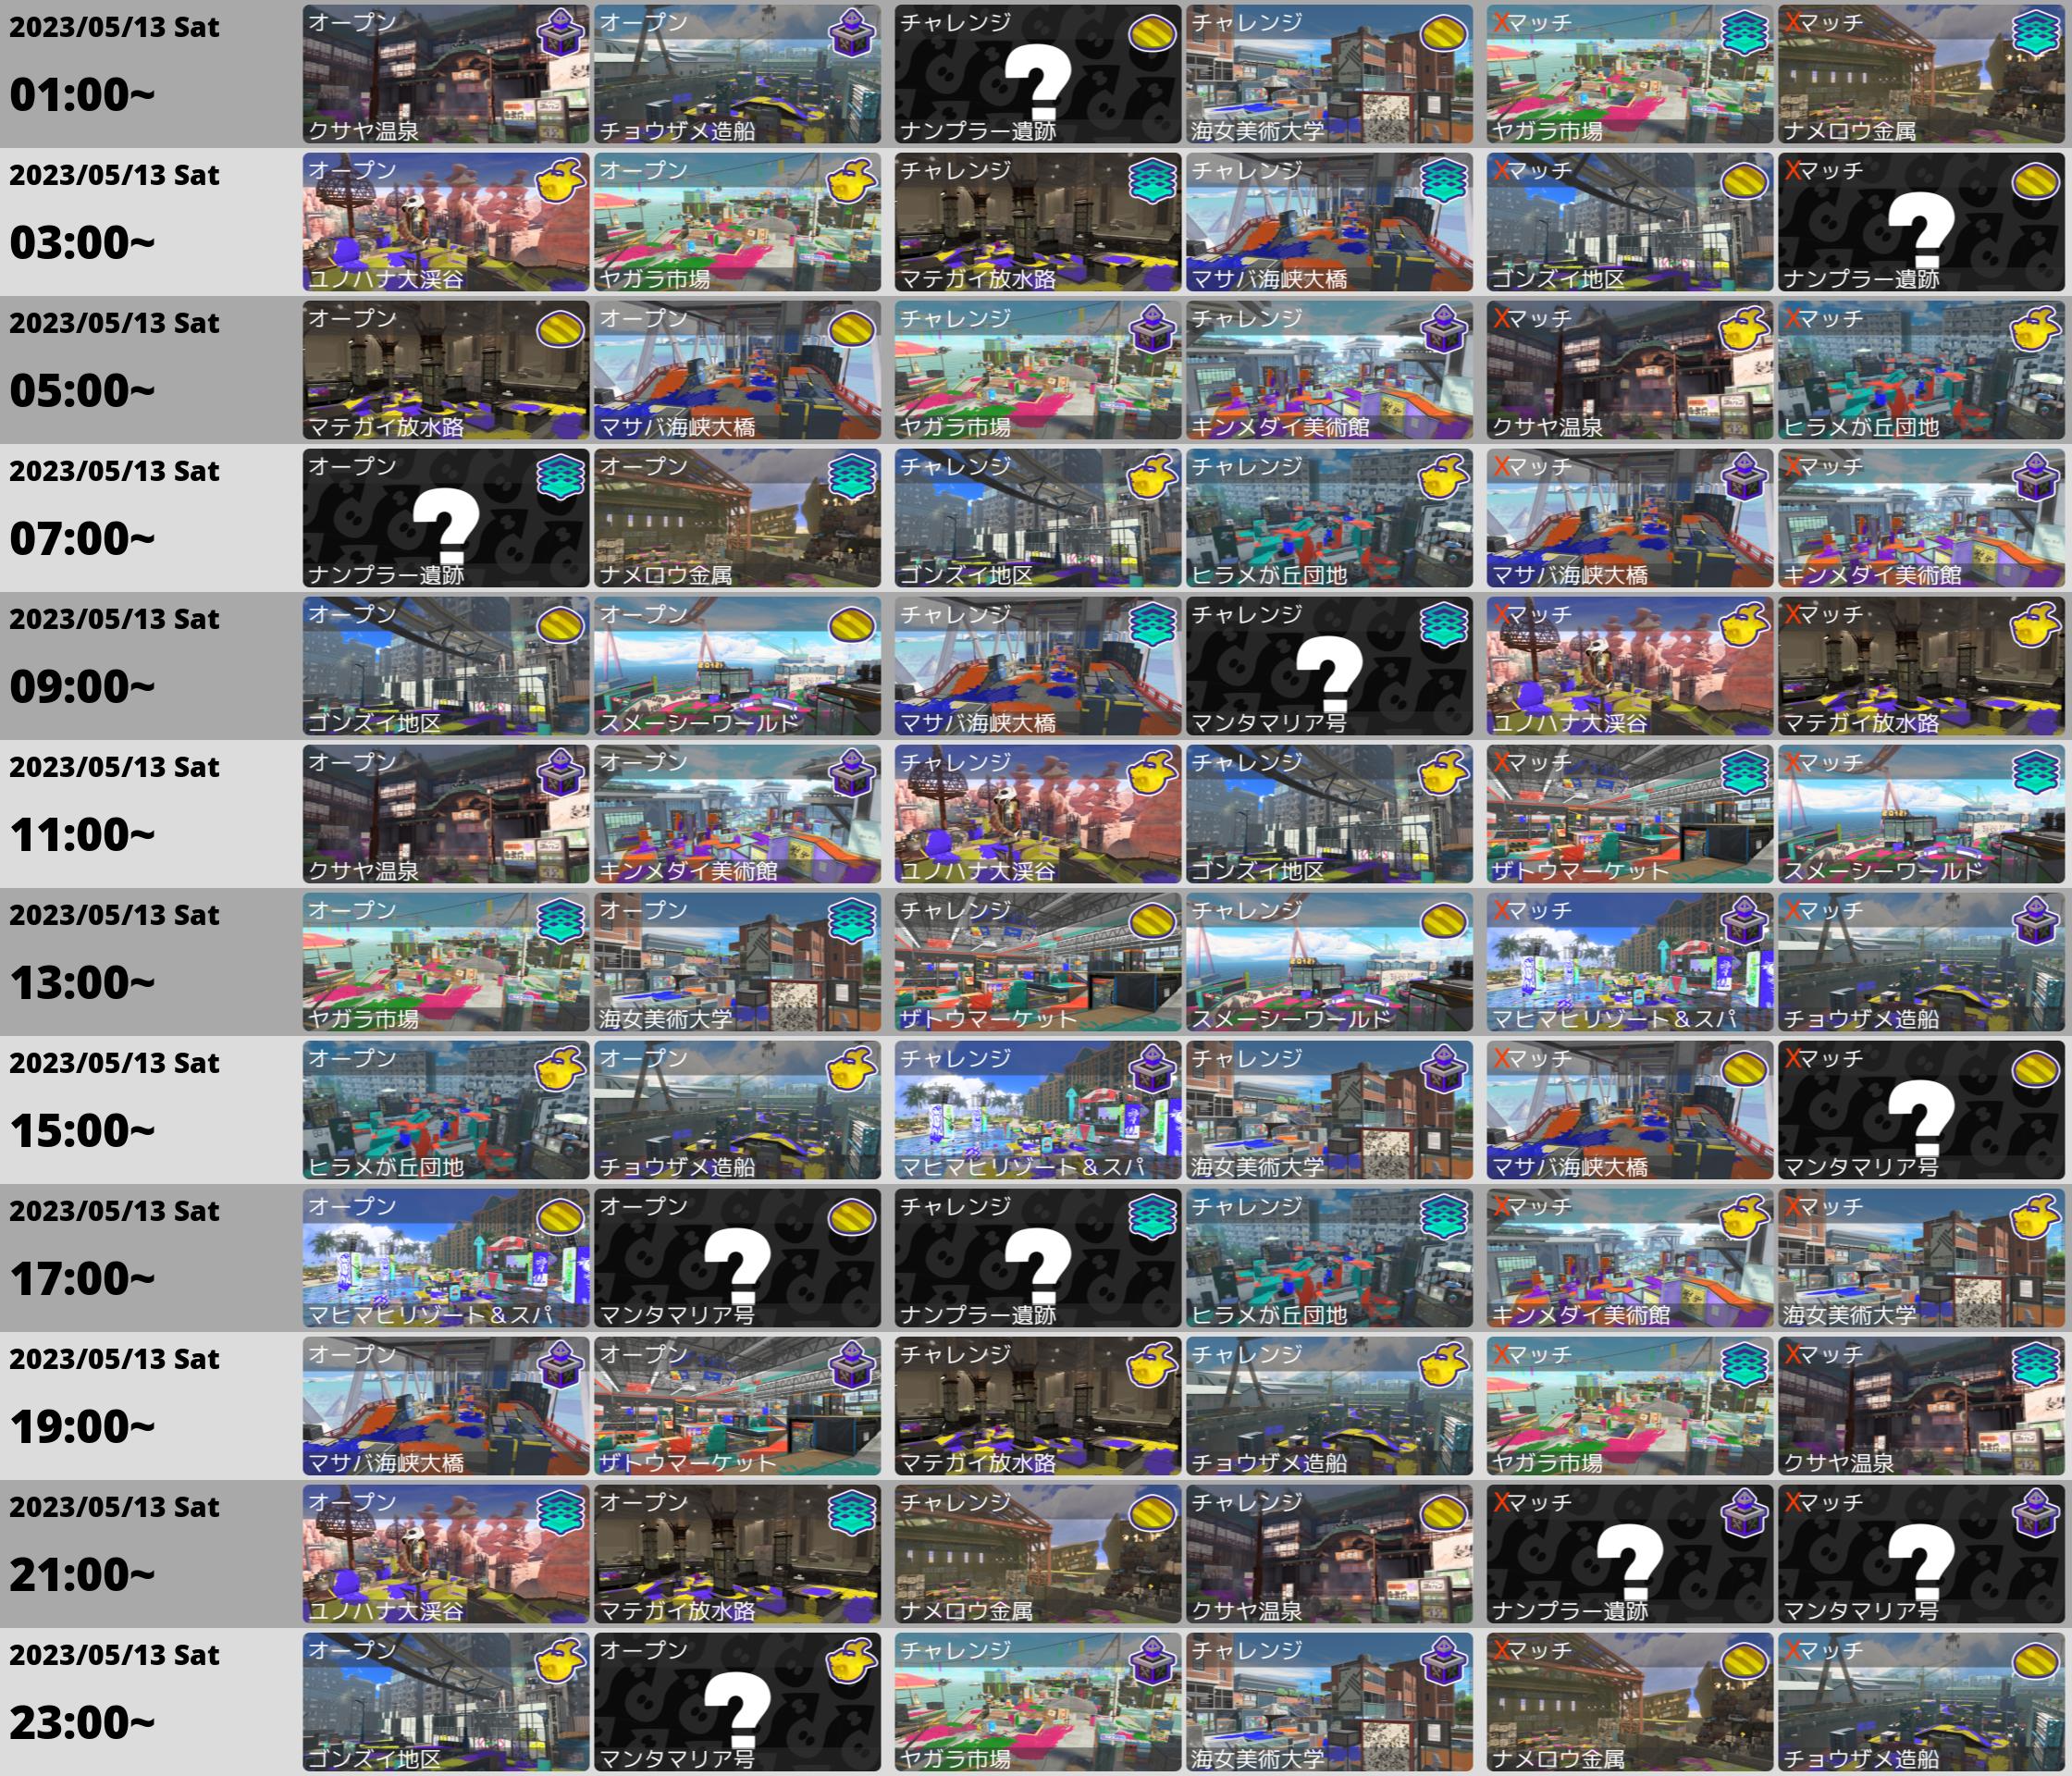 2023/05/13 Sat
01:00~
オープン オープン チャレンジ チャレンジ Xマッチ Xマッチ
クサヤ温泉 チョウザメ造船 ナンプラー遺跡 海女美術大学 ヤガラ市場 ナメロウ金属
2023/05/13 Sat
03:00~
オープン オープン チャレンジ チャレンジ Xマッチ Xマッチ
ユノハナ大渓谷 ヤガラ市場 マテガイ放水路 マサバ海峡大橋 ゴンズイ地区 ナンプラー遺跡
2023/05/13 Sat
05:00~
オープン オープン チャレンジ チャレンジ Xマッチ Xマッチ
マテガイ放水路 マサバ海峡大橋 ヤガラ市場 キンメダイ美術館 クサヤ温泉 ヒラメが丘団地
2023/05/13 Sat
07:00~
オープン オープン チャレンジ チャレンジ Xマッチ Xマッチ
ナンプラー遺跡 ナメロウ金属 ゴンズイ地区 ヒラメが丘団地 マサバ海峡大橋 キンメダイ美術館
2023/05/13 Sat
09:00~
オープン オープン チャレンジ チャレンジ Xマッチ Xマッチ
ゴンズイ地区 スメーシーワールド マサバ海峡大橋 マンタマリア号 ユノハナ大渓谷 マテガイ放水路
2023/05/13 Sat
11:00~
オープン オープン チャレンジ チャレンジ Xマッチ Xマッチ
クサヤ温泉 キンメダイ美術館 ユノハナ大渓谷 ゴンズイ地区 ザトウマーケット スメーシーワールド
2023/05/13 Sat
13:00~
オープン オープン チャレンジ チャレンジ Xマッチ Xマッチ
ヤガラ市場 海女美術大学 ザトウマーケット スメーシーワールド マヒマヒリゾート＆スパ チョウザメ造船
2023/05/13 Sat
15:00~
オープン オープン チャレンジ チャレンジ Xマッチ Xマッチ
ヒラメが丘団地 チョウザメ造船 マヒマヒリゾート＆スパ 海女美術大学 マサバ海峡大橋 マンタマリア号
2023/05/13 Sat
17:00~
オープン オープン チャレンジ チャレンジ Xマッチ Xマッチ
マヒマヒリゾート＆スパ マンタマリア号 ナンプラー遺跡 ヒラメが丘団地 キンメダイ美術館 海女美術大学
2023/05/13 Sat
19:00~
オープン オープン チャレンジ チャレンジ Xマッチ Xマッチ
マサバ海峡大橋 ザトウマーケット マテガイ放水路 チョウザメ造船 ヤガラ市場 クサヤ温泉
2023/05/13 Sat
21:00~
オープン オープン チャレンジ チャレンジ Xマッチ Xマッチ
ユノハナ大渓谷 マテガイ放水路 ナメロウ金属 クサヤ温泉 ナンプラー遺跡 マンタマリア号
2023/05/13 Sat
23:00~
オープン オープン チャレンジ チャレンジ Xマッチ Xマッチ
ゴンズイ地区 マンタマリア号 ヤガラ市場 海女美術大学 ナメロウ金属 チョウザメ造船